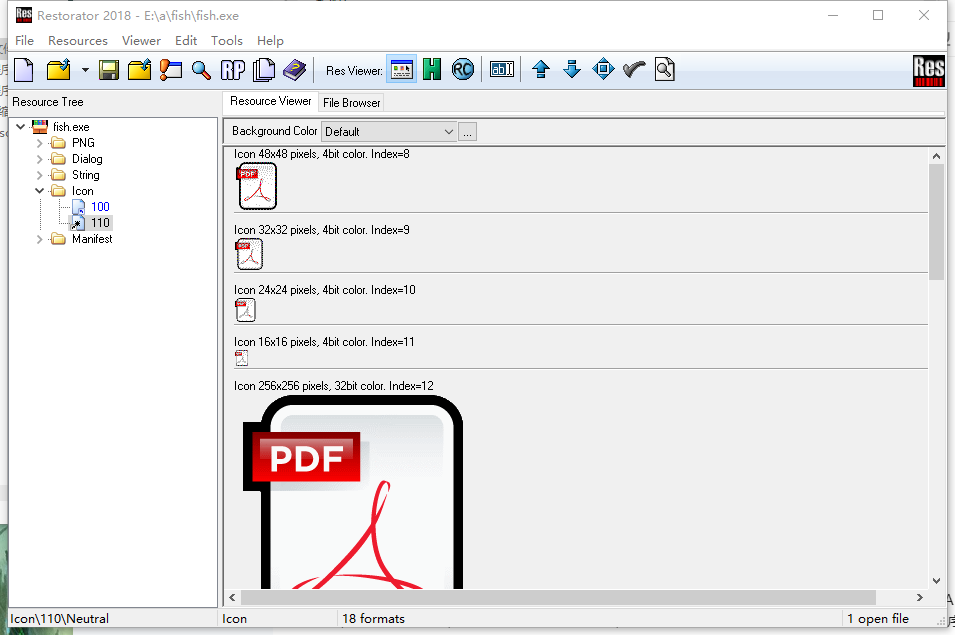 Restorator 2018 - E:\a\fish\fish.exe
File Resources Viewer Edit Tools Help
RP Res Viewer: H RC abI Res
Resource Tree
Resource Viewer File Browser
fish.exe
PNG
Dialog
String
Icon
100
110
Manifest
Background Color Default ...
Icon 48x48 pixels, 4bit color. Index=8
PDF
Icon 32x32 pixels, 4bit color. Index=9
PDF
Icon 24x24 pixels, 4bit color. Index=10
Icon 16x16 pixels, 4bit color. Index=11
Icon 256x256 pixels, 32bit color. Index=12
PDF
Icon\110\Neutral Icon 18 formats 1 open file